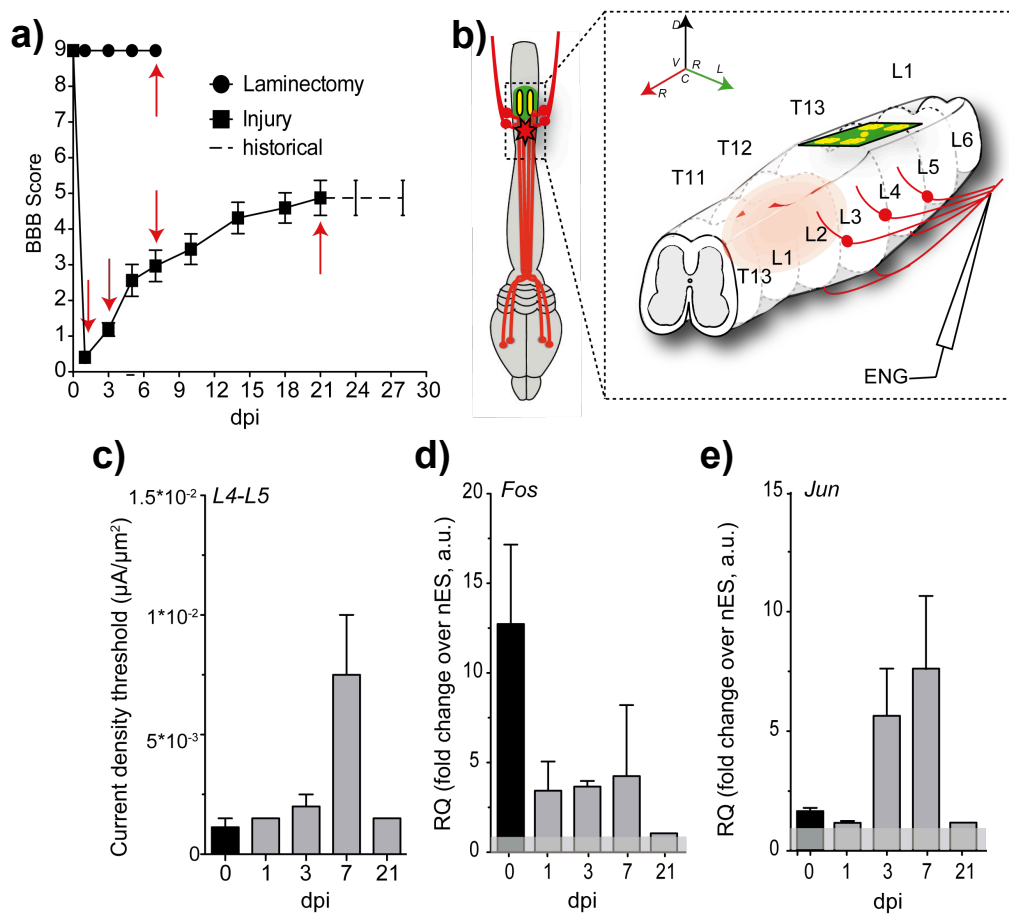 a)
BBB Score
9
8
7
6
5
4
3
2
1
0
0 3 6 9 12 15 18 21 24 27 30
dpi
Laminectomy
Injury
historical
b)
D
V R L
R C
L1
T13
T12
T11
L6
L5
L4
L3
L2
L1
T13
ENG
c)
L4-L5
Current density threshold (µA/µm²)
1.5*10⁻²
1*10⁻²
5*10⁻³
0
0 1 3 7 21
dpi
d)
Fos
RQ (fold change over nES, a.u.)
20
15
10
5
0
0 1 3 7 21
dpi
e)
Jun
RQ (fold change over nES, a.u.)
15
10
5
0
0 1 3 7 21
dpi